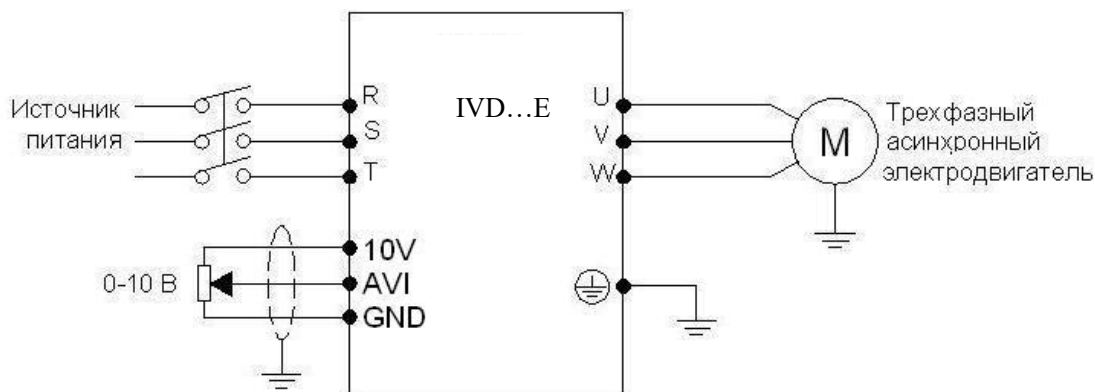 Источник
питания
R
S
T
IVD...E
U
V
W
M
Трехфазный
асинхронный
электродвигатель
0-10 В
10V
AVI
GND